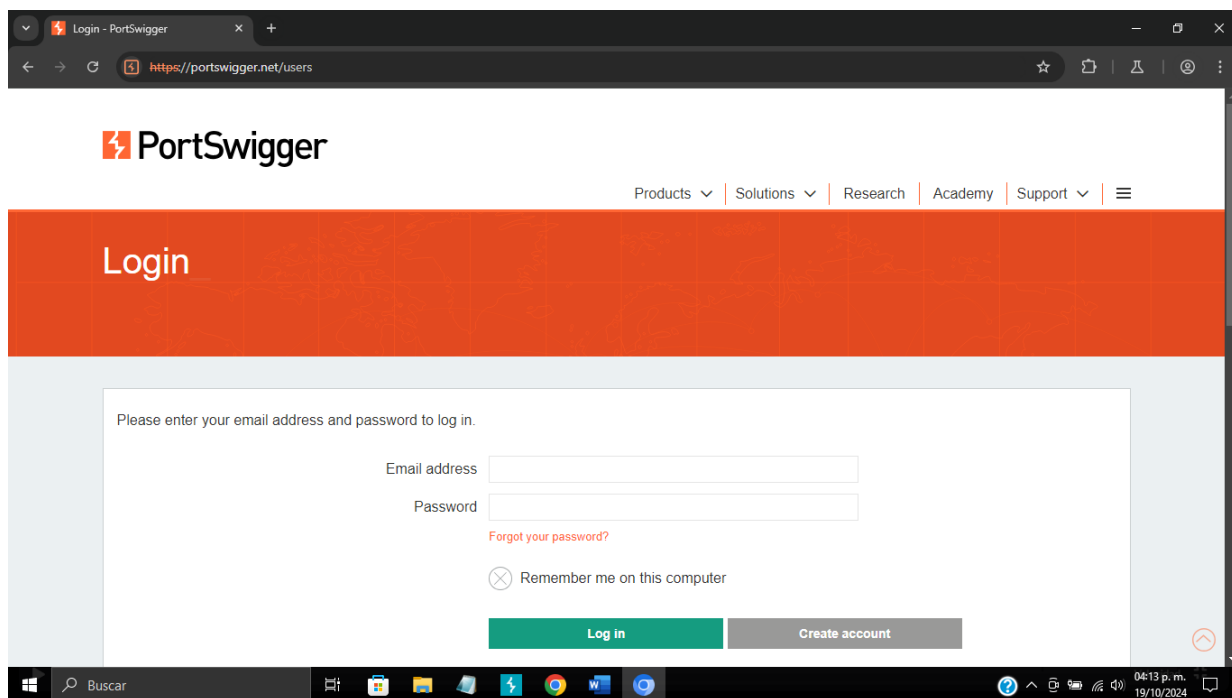 Login - PortSwigger
https://portswigger.net/users
PortSwigger
Products Solutions Research Academy Support
Login
Please enter your email address and password to log in.
Email address
Password
Forgot your password?
Remember me on this computer
Log in Create account
Buscar
04:13 p. m.
19/10/2024